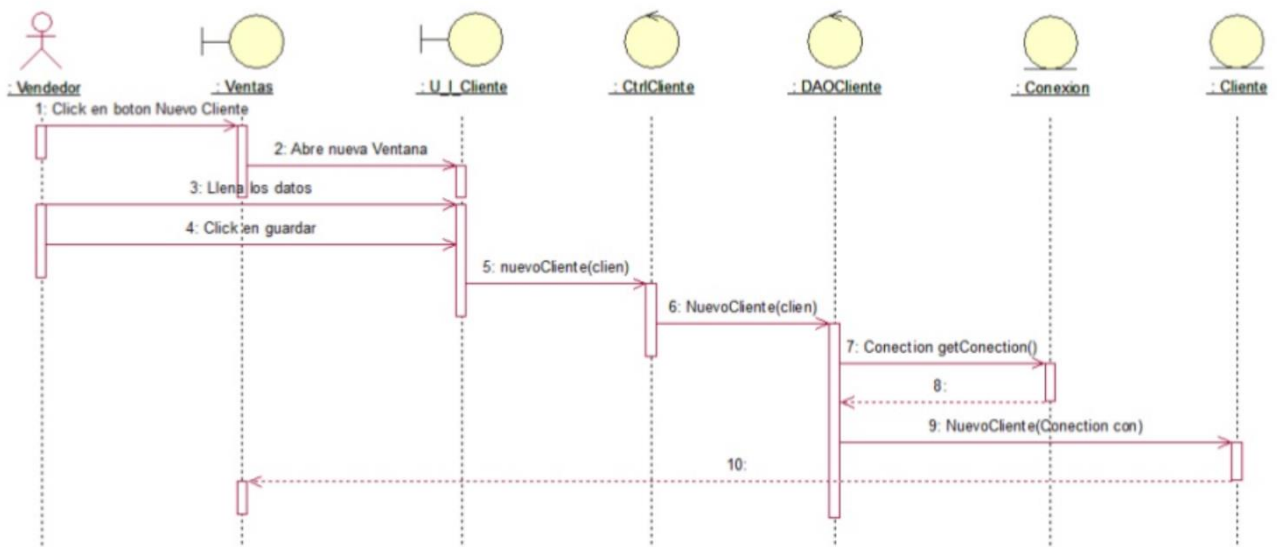 : Vendedor
: Ventas
: U_I_Cliente
: CtrlCliente
: DAOCliente
: Conexion
: Cliente
1: Click en boton Nuevo Cliente
2: Abre nueva Ventana
3: Llena los datos
4: Click en guardar
5: nuevoCliente(clien)
6: NuevoCliente(clien)
7: Conection getConection()
8:
9: NuevoCliente(Conection con)
10: